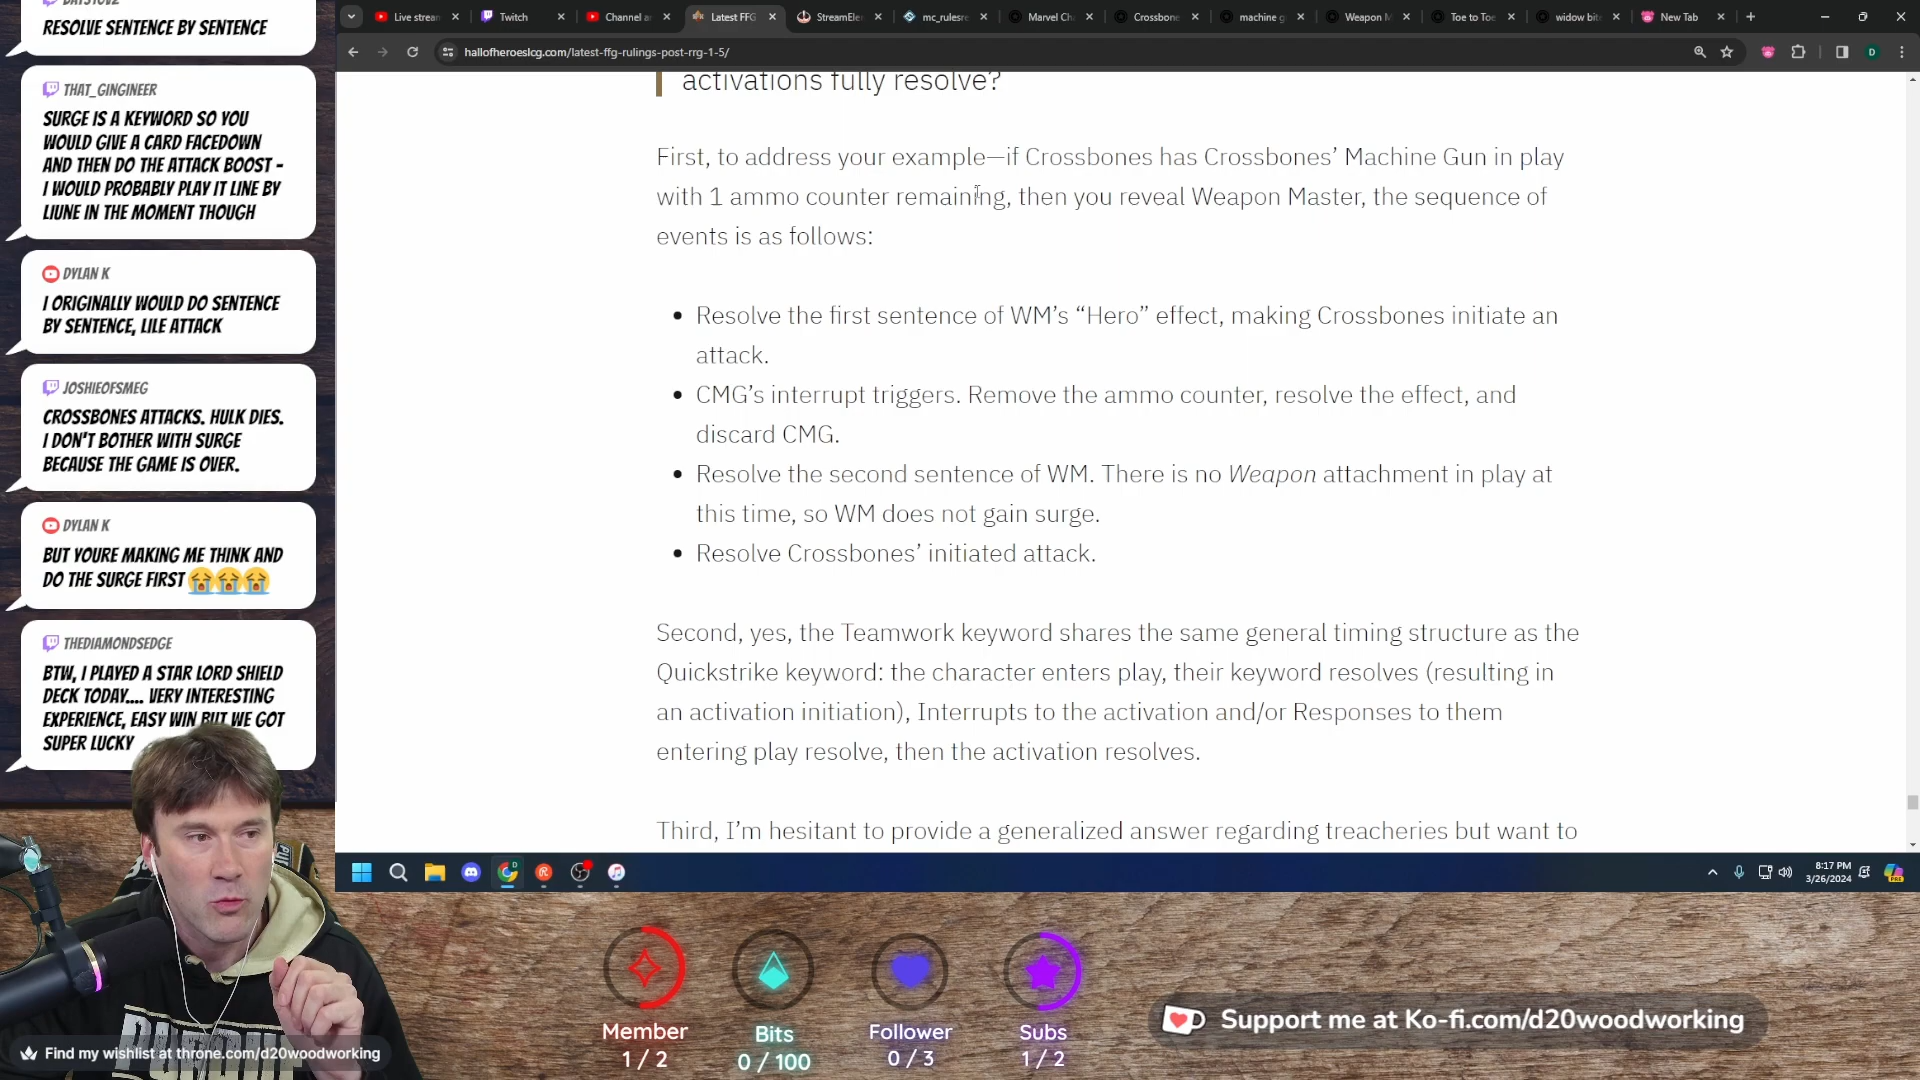 RESOLVE SENTENCE BY SENTENCE
THAT_GINGINEER
SURGE IS A KEYWORD SO YOU
WOULD GIVE A CARD FACEDOWN
AND THEN DO THE ATTACK BOOST -
I WOULD PROBABLY PLAY IT LINE BY
LIUNE IN THE MOMENT THOUGH
DYLAN K
I ORIGINALLY WOULD DO SENTENCE
BY SENTENCE, LILE ATTACK
JOSHIEOFSMEG
CROSSBONES ATTACKS. HULK DIES.
I DON'T BOTHER WITH SURGE
BECAUSE THE GAME IS OVER.
DYLAN K
BUT YOURE MAKING ME THINK AND
DO THE SURGE FIRST 😭😭😭
THEDIAMONDSEDGE
BTW, I PLAYED A STAR LORD SHIELD
DECK TODAY.... VERY INTERESTING
EXPERIENCE, EASY WIN BUT WE GOT
SUPER LUCKY
Find my wishlist at throne.com/d20woodworking
Live strean
Twitch
Channel a
Latest FFG
StreamEler
mc_rulesre
Marvel Ch
Crossbone
machine g
Weapon M
Toe to Toe
widow bit
New Tab
hallofheroeslcg.com/latest-ffg-rulings-post-rrg-1-5/
activations fully resolve?
First, to address your example—if Crossbones has Crossbones’ Machine Gun in play
with 1 ammo counter remaining, then you reveal Weapon Master, the sequence of
events is as follows:
• Resolve the first sentence of WM’s “Hero” effect, making Crossbones initiate an
attack.
• CMG’s interrupt triggers. Remove the ammo counter, resolve the effect, and
discard CMG.
• Resolve the second sentence of WM. There is no Weapon attachment in play at
this time, so WM does not gain surge.
• Resolve Crossbones’ initiated attack.
Second, yes, the Teamwork keyword shares the same general timing structure as the
Quickstrike keyword: the character enters play, their keyword resolves (resulting in
an activation initiation), Interrupts to the activation and/or Responses to them
entering play resolve, then the activation resolves.
Third, I’m hesitant to provide a generalized answer regarding treacheries but want to
8:17 PM
3/26/2024
Member
1 / 2
Bits
0 / 100
Follower
0 / 3
Subs
1 / 2
Support me at Ko-fi.com/d20woodworking